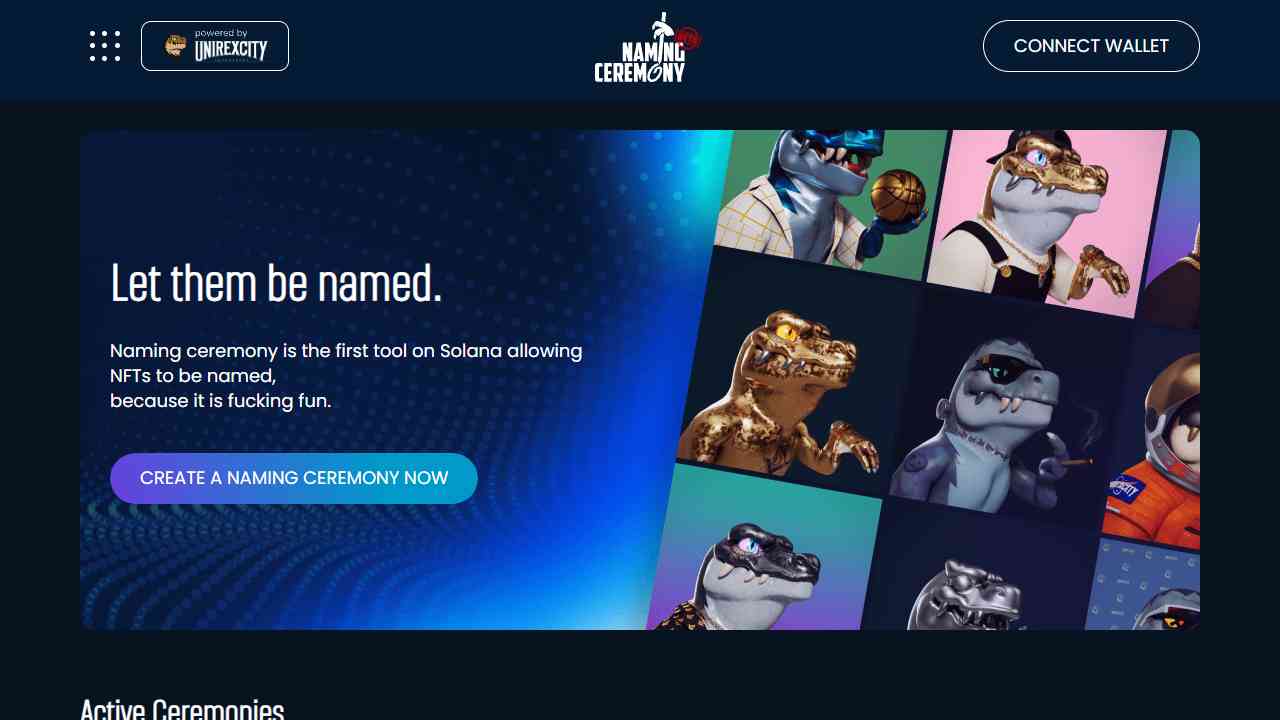 powered by
UNIREXCITY
NAMING
CEREMONY
CONNECT WALLET
Let them be named.
Naming ceremony is the first tool on Solana allowing
NFTs to be named,
because it is fucking fun.
CREATE A NAMING CEREMONY NOW
Active Ceremonies